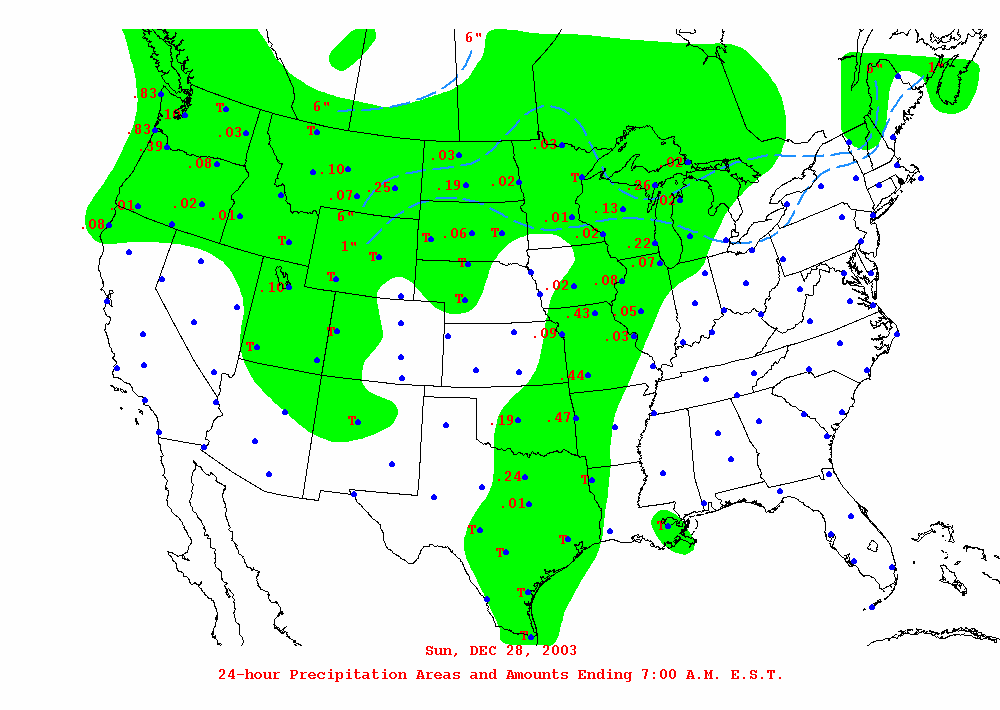 6"
6" 1"
.83
6"
.83 T .03 T
.39 .03 .03
.08 .10 .02
.25 .19 .02 T .26
.07 .02
.01 .02 .01 6" .01 .13
.08 T .06 T .02
T 1" .22
T T .07
T .02 .08
.10 T
.43 .05
T .09 .03
T
.44
T .19 .47
.24 T
.01
T T
T T
T
T
Sun, DEC 28, 2003
24-hour Precipitation Areas and Amounts Ending 7:00 A.M. E.S.T.